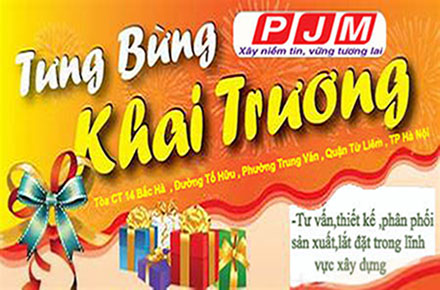 PJM
Xây niềm tin, vững tương lai
Tưng Bừng
Khai Trương
Tòa CT 14 Bắc Hà , Đường Tố Hữu , Phường Trung Văn , Quận Từ Liêm , TP Hà Nội
-Tư vấn,thiết kế ,phân phối
sản xuất,lắt đặt trong lĩnh
vực xây dựng